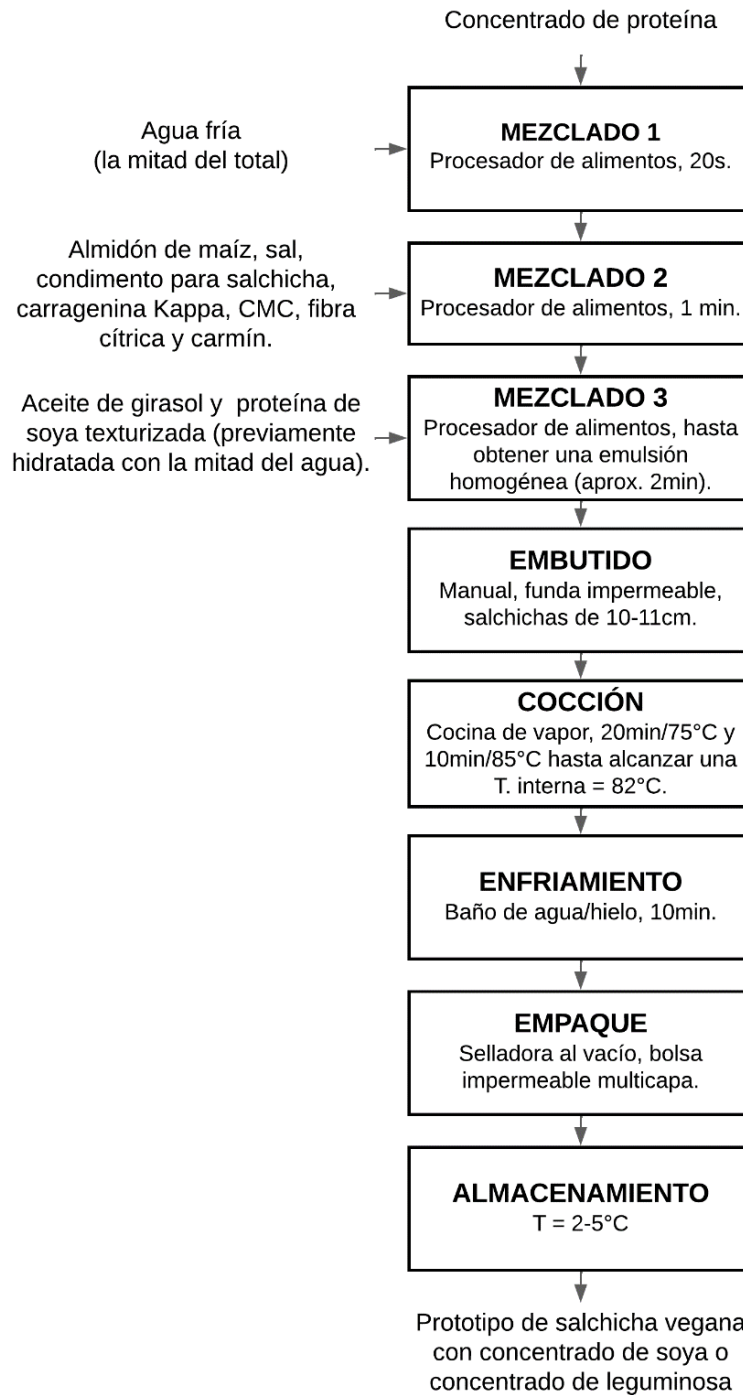 Concentrado de proteína
Agua fría
(la mitad del total)
MEZCLADO 1
Procesador de alimentos, 20s.
Almidón de maíz, sal,
condimento para salchicha,
carragenina Kappa, CMC, fibra
cítrica y carmín.
MEZCLADO 2
Procesador de alimentos, 1 min.
Aceite de girasol y proteína de
soya texturizada (previamente
hidratada con la mitad del agua).
MEZCLADO 3
Procesador de alimentos, hasta
obtener una emulsión
homogénea (aprox. 2min).
EMBUTIDO
Manual, funda impermeable,
salchichas de 10-11cm.
COCCIÓN
Cocina de vapor, 20min/75°C y
10min/85°C hasta alcanzar una
T. interna = 82°C.
ENFRIAMIENTO
Baño de agua/hielo, 10min.
EMPAQUE
Selladora al vacío, bolsa
impermeable multicapa.
ALMACENAMIENTO
T = 2-5°C
Prototipo de salchicha vegana
con concentrado de soya o
concentrado de leguminosa